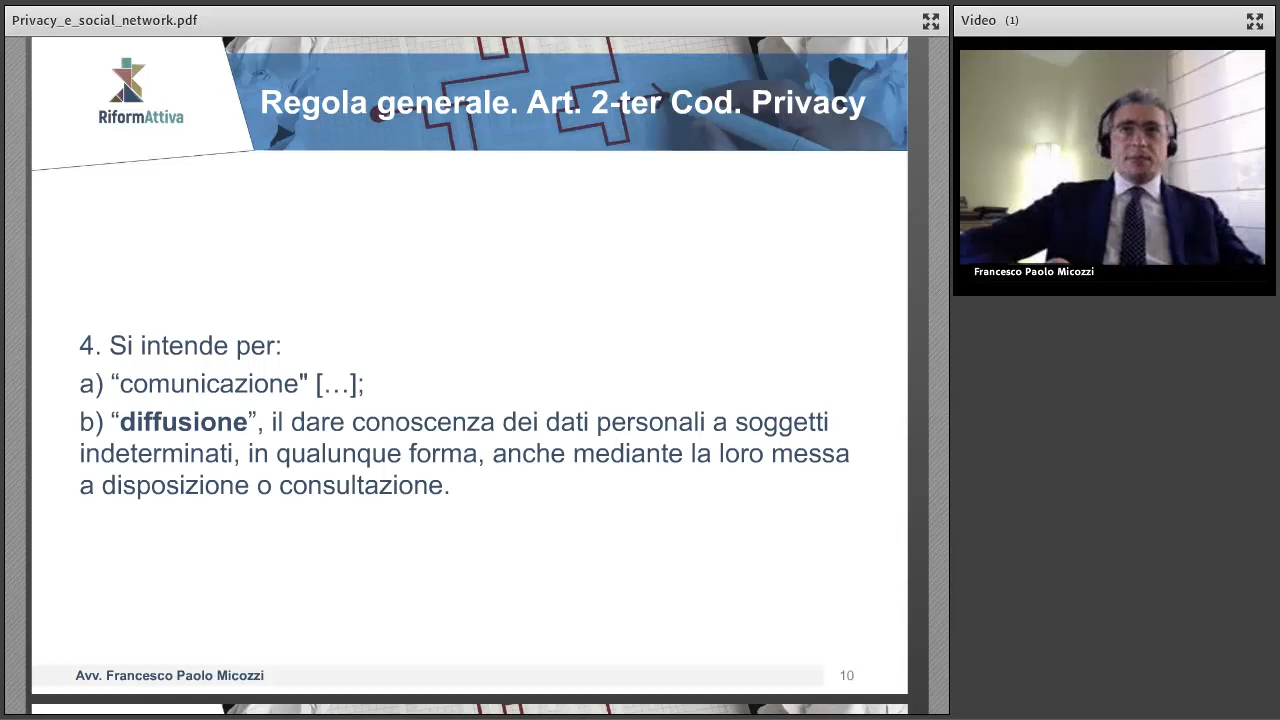 Privacy_e_social_network.pdf
Video (1)
RiformAttiva
Regola generale. Art. 2-ter Cod. Privacy
Francesco Paolo Micozzi
4. Si intende per:
a) “comunicazione" […];
b) “diffusione”, il dare conoscenza dei dati personali a soggetti
indeterminati, in qualunque forma, anche mediante la loro messa
a disposizione o consultazione.
Avv. Francesco Paolo Micozzi
10